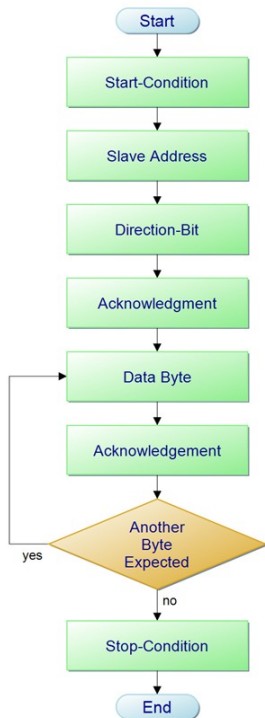 Start
Start-Condition
Slave Address
Direction-Bit
Acknowledgment
Data Byte
Acknowledgement
Another
Byte
Expected
yes
no
Stop-Condition
End